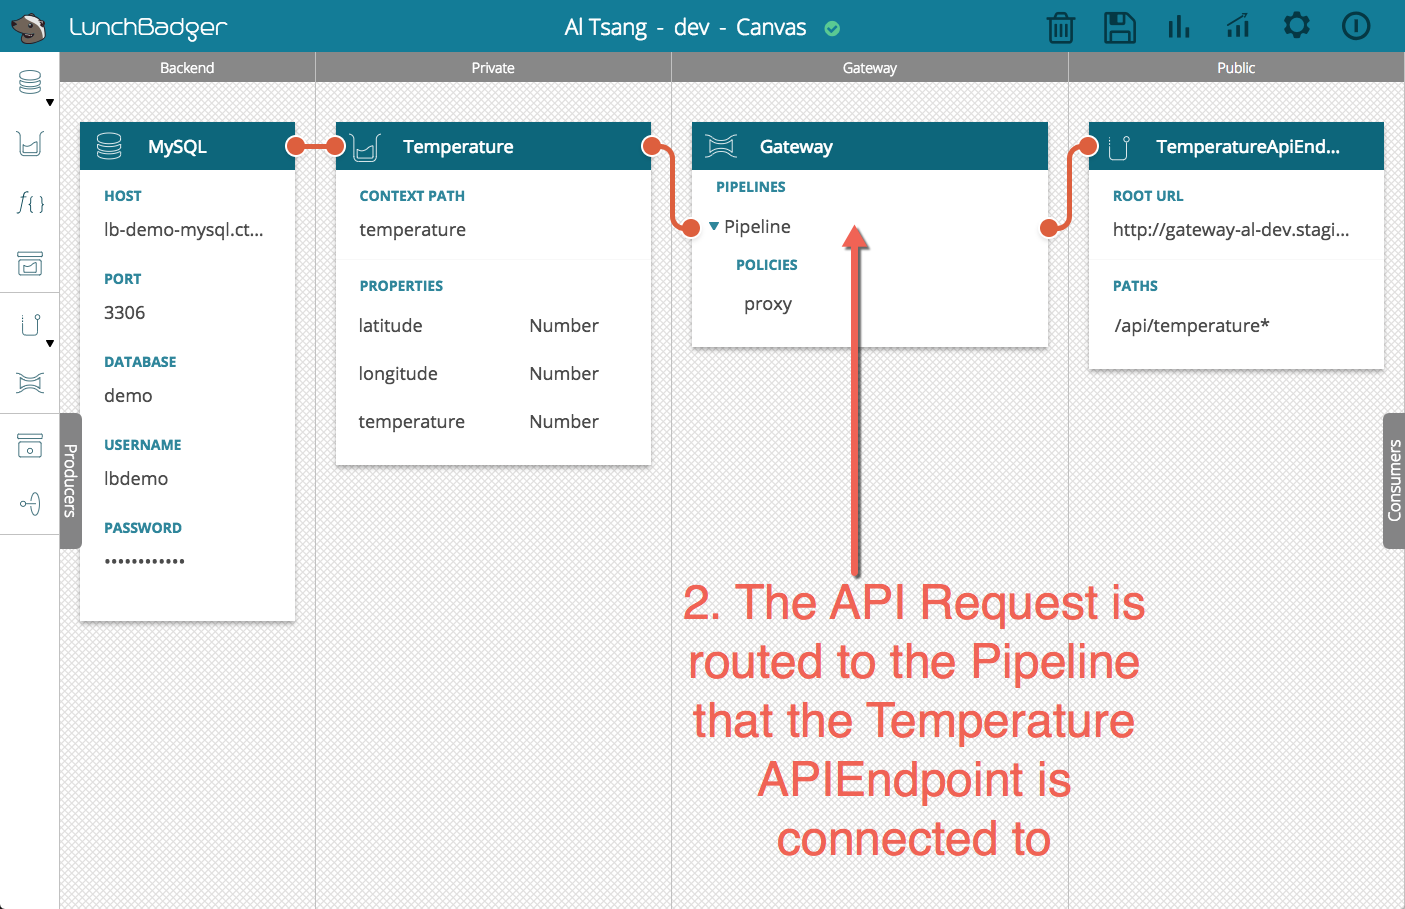 LunchBadger
Al Tsang - dev - Canvas
Backend
Private
Gateway
Public
MySQL
HOST
lb-demo-mysql.ct...
PORT
3306
DATABASE
demo
USERNAME
lbdemo
PASSWORD
••••••••••••
Temperature
CONTEXT PATH
temperature
PROPERTIES
latitude Number
longitude Number
temperature Number
Gateway
PIPELINES
Pipeline
POLICIES
proxy
TemperatureApiEnd...
ROOT URL
http://gateway-al-dev.stagi...
PATHS
/api/temperature*
f{}
Producers
Consumers
2. The API Request is
routed to the Pipeline
that the Temperature
APIEndpoint is
connected to